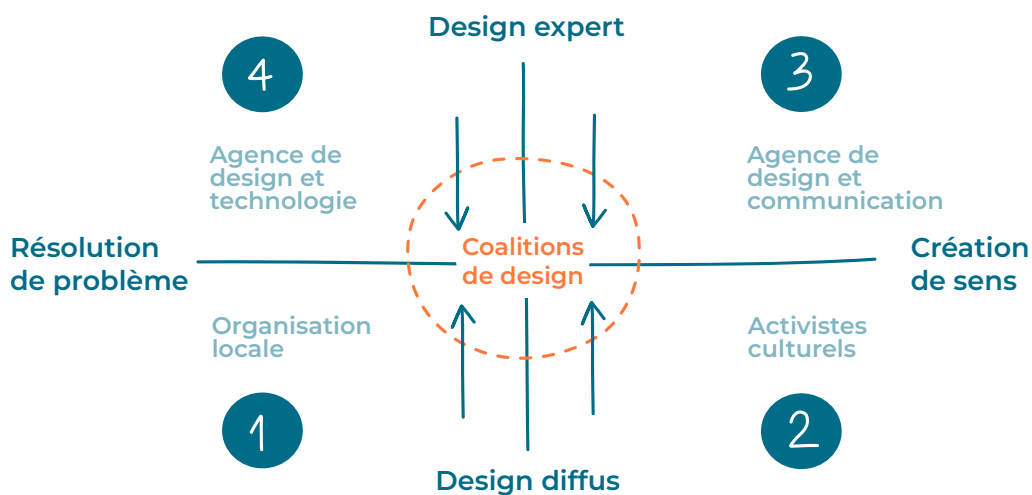 Design expert
4
3
Agence de
design et
technologie
Agence de
design et
communication
Résolution
de problème
Coalitions
de design
Création
de sens
Organisation
locale
Activistes
culturels
1
2
Design diffus